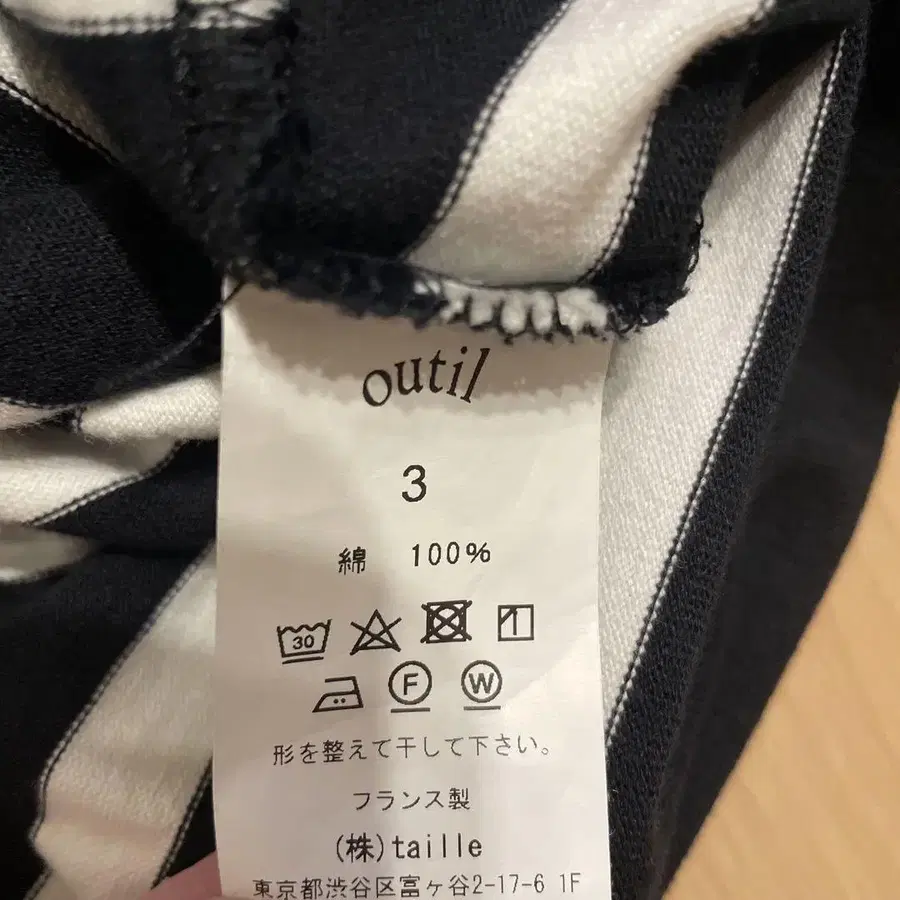 outil
3
綿 100%
30
F W
形を整えて干して下さい。
フランス製
(株)taille
東京都渋谷区富ヶ谷2-17-6 1F